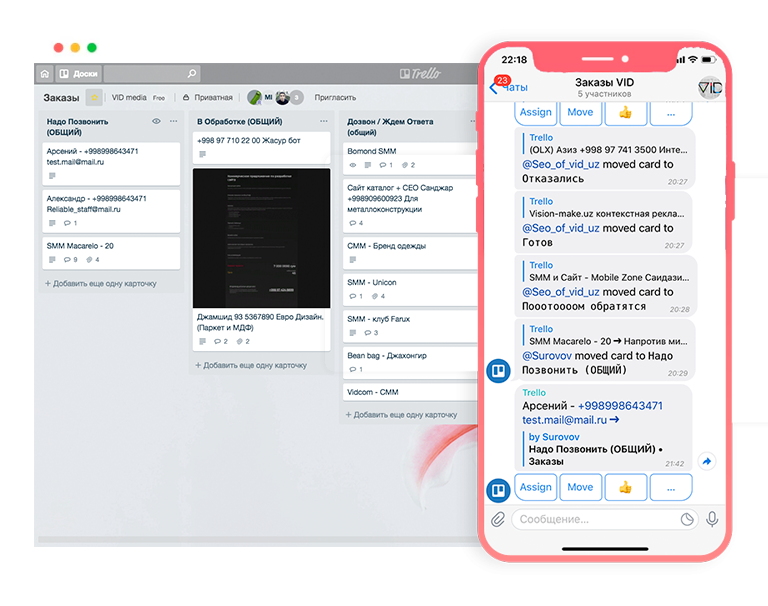 Доски
Trello
Заказы
VID media Free
Приватная
MI
3
Пригласить
Надо Позвонить
(ОБЩИЙ)
Арсений - +998998643471
test.mail@mail.ru
Александр - +998998643471
Reliable_staff@mail.ru
1
SMM Macarelo - 20
9 4
+ Добавить еще одну карточку
В Обработке (ОБЩИЙ)
+998 97 710 22 00 Жасур бот
Джамшид 93 5367890 Евро Дизайн.
(Паркет и МДФ)
2 2
+ Добавить еще одну карточку
Дозвон / Ждем Ответа
(общий)
Bomond SMM
1 2
Сайт каталог + СЕО Санджар
+998909600923 Для
металлоконструкции
4
СММ - Бренд одежды
SMM - Unicon
1 4
SMM - клуб Farux
3
Bean bag - Джахонгир
1
Vidcom - СММ
+ Добавить еще одну карточку
22:18
23
Чаты
Заказы VID
5 участников
VID
Assign Move 👍 ...
Trello
(OLX) Азиз +998 97 741 3500 Инте...
@Seo_of_vid_uz moved card to
Отказались
20:27
Trello
Vision-make.uz контекстная рекла...
@Seo_of_vid_uz moved card to
Готов
20:27
Trello
SMM и Сайт - Mobile Zone Саидази...
@Seo_of_vid_uz moved card to
Поооtоооом обратятся
20:28
Trello
SMM Macarelo - 20 ➔ Напротив ми...
@Surovov moved card to Надо
Позвонить (ОБЩИЙ)
20:29
Trello
Арсений - +998998643471
test.mail@mail.ru ➔
by Surovov
Надо Позвонить (ОБЩИЙ) •
Заказы
21:42
Assign Move 👍 ...
Сообщение...